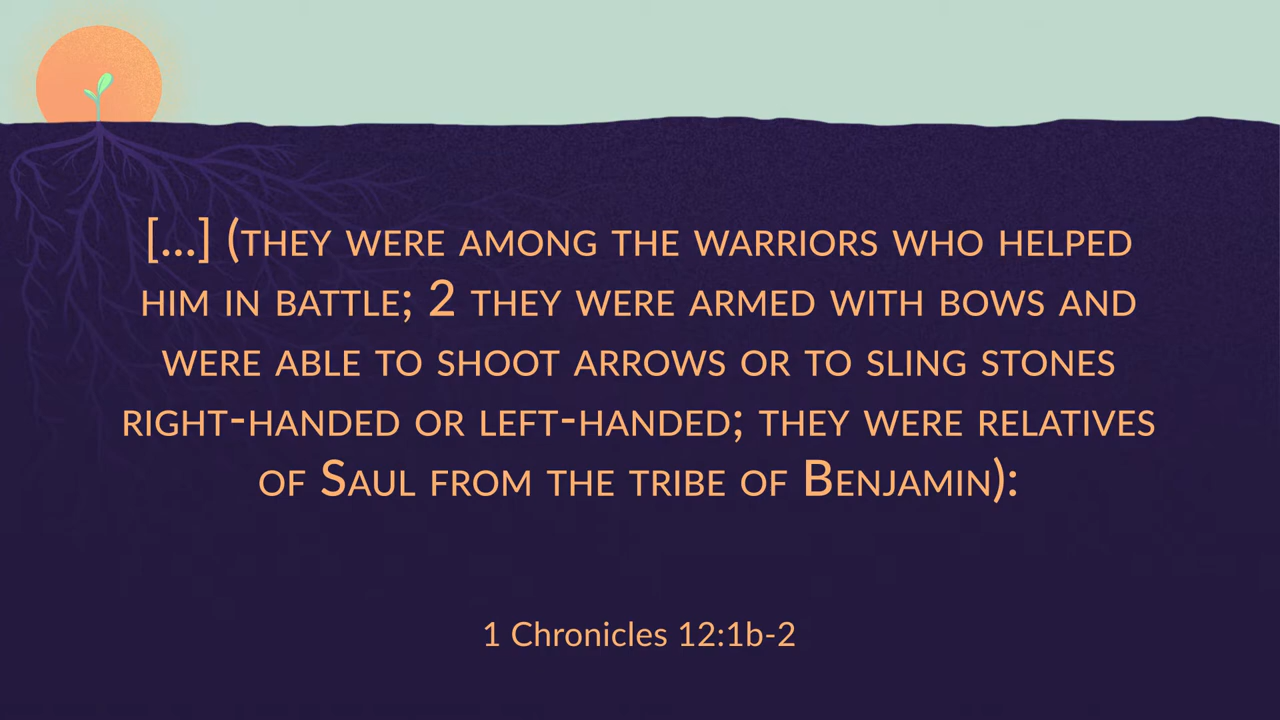 [...] (they were among the warriors who helped
him in battle; 2 they were armed with bows and
were able to shoot arrows or to sling stones
right-handed or left-handed; they were relatives
of Saul from the tribe of Benjamin):
1 Chronicles 12:1b-2